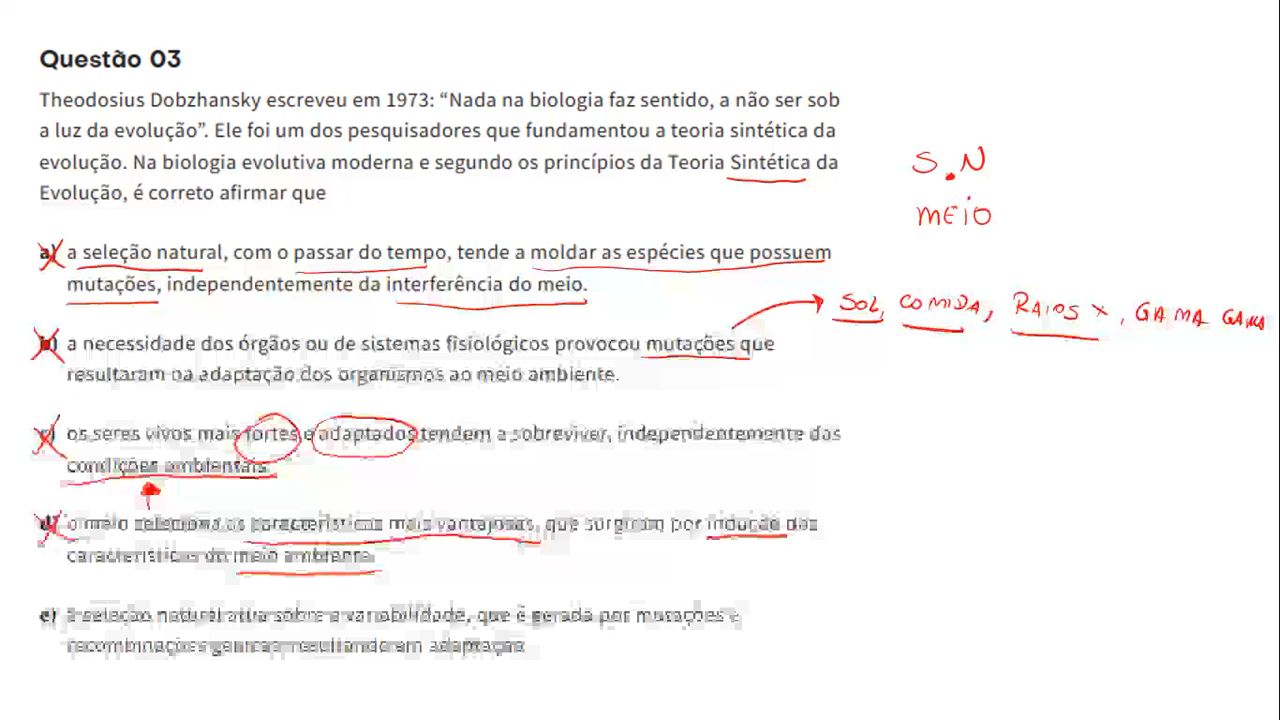 Questão 03
Theodosius Dobzhansky escreveu em 1973: “Nada na biologia faz sentido, a não ser sob
a luz da evolução”. Ele foi um dos pesquisadores que fundamentou a teoria sintética da
evolução. Na biologia evolutiva moderna e segundo os princípios da Teoria Sintética da
Evolução, é correto afirmar que
S.N
MEIO
a) a seleção natural, com o passar do tempo, tende a moldar as espécies que possuem
mutações, independentemente da interferência do meio.
SOL, COMIDA, RAIOS X, GAMA GAMA
b) a necessidade dos órgãos ou de sistemas fisiológicos provocou mutações que
resultaram na adaptação dos organismos ao meio ambiente.
c) os seres vivos mais fortes e adaptados tendem a sobreviver, independentemente das
condições ambientais.
d) o meio seleciona as características mais vantajosas, que surgiram por indução das
características do meio ambiente.
e) a seleção natural atua sobre a variabilidade, que é gerada por mutações e
recombinações gênicas, resultando em adaptação.